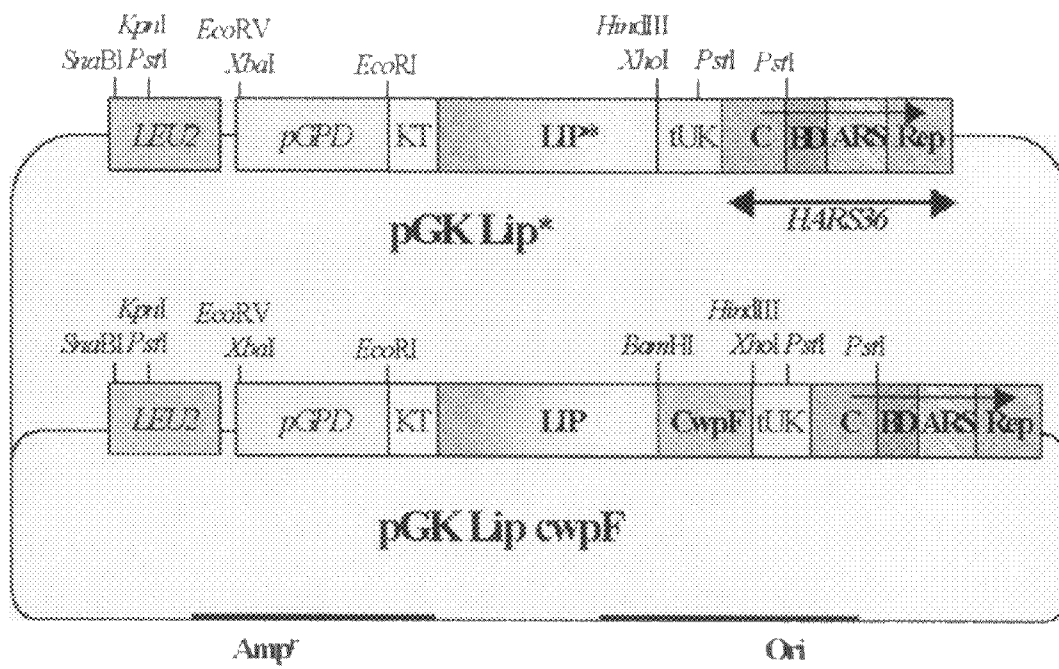 KpnI EcoRV HindIII
SnaBI PstI XbaI EcoRI XhoI PstI PstI
LEU2 pGPD KT LIP* tUK C BD ARS Rep
HARS36
pGK Lip*
KpnI EcoRV HindIII
SnaBI PstI XbaI EcoRI BamHI XhoI PstI PstI
LEU2 pGPD KT LIP CwpF tUK C BD ARS Rep
pGK Lip cwpF
Ampr Ori